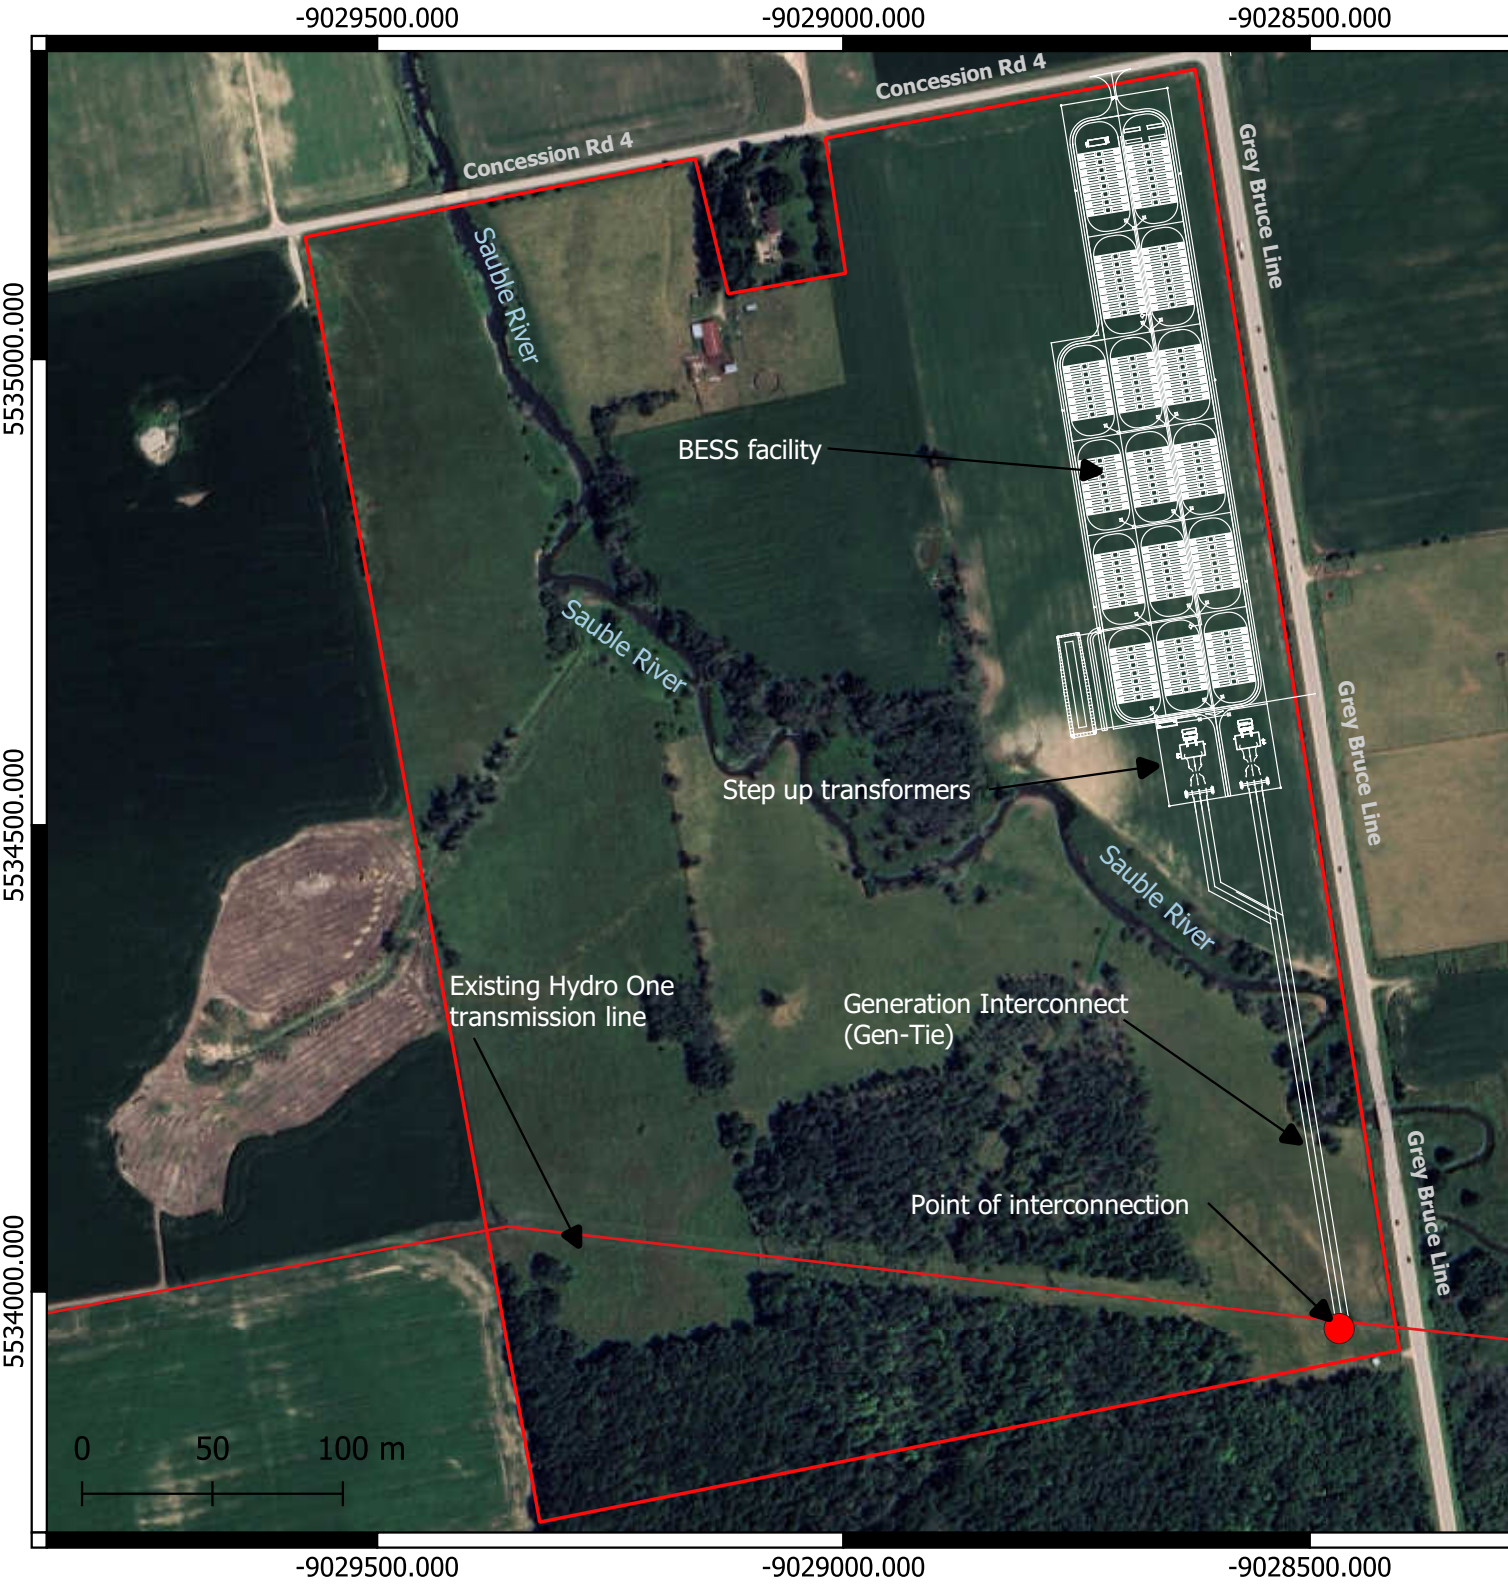 -9029500.000
-9029000.000
-9028500.000
Concession Rd 4
Concession Rd 4
Grey Bruce Line
Sauble River
5535000.000
BESS facility
Sauble River
Grey Bruce Line
Step up transformers
5534500.000
Sauble River
Existing Hydro One
transmission line
Generation Interconnect
(Gen-Tie)
Grey Bruce Line
Point of interconnection
5534000.000
0 50 100 m
-9029500.000
-9029000.000
-9028500.000